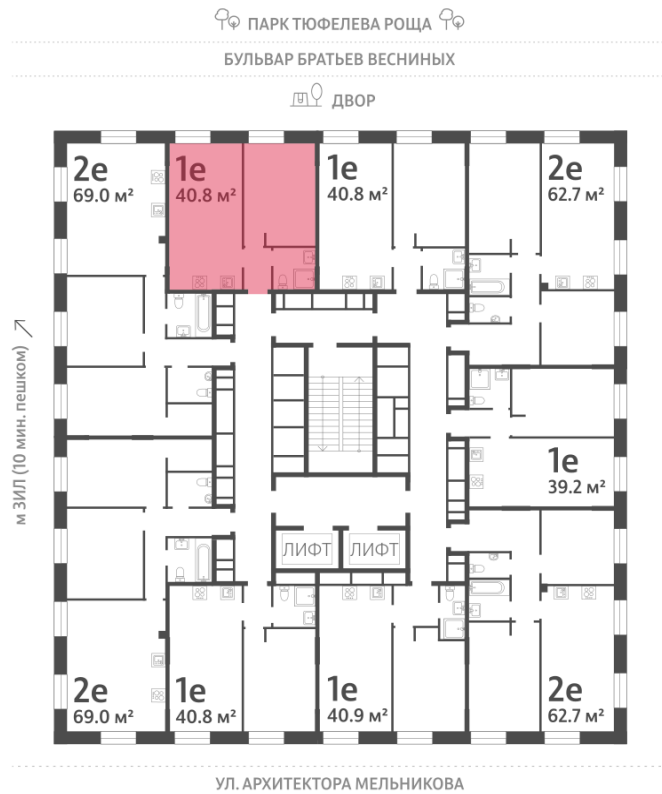 ПАРК ТЮФЕЛЕВА РОЩА
БУЛЬВАР БРАТЬЕВ ВЕСНИНЫХ
ДВОР
2е
69.0 м²
1е
40.8 м²
1е
40.8 м²
2е
62.7 м²
м ЗИЛ (10 мин. пешком)
1е
39.2 м²
ЛИФТ
ЛИФТ
2е
69.0 м²
1е
40.8 м²
1е
40.9 м²
2е
62.7 м²
УЛ. АРХИТЕКТОРА МЕЛЬНИКОВА